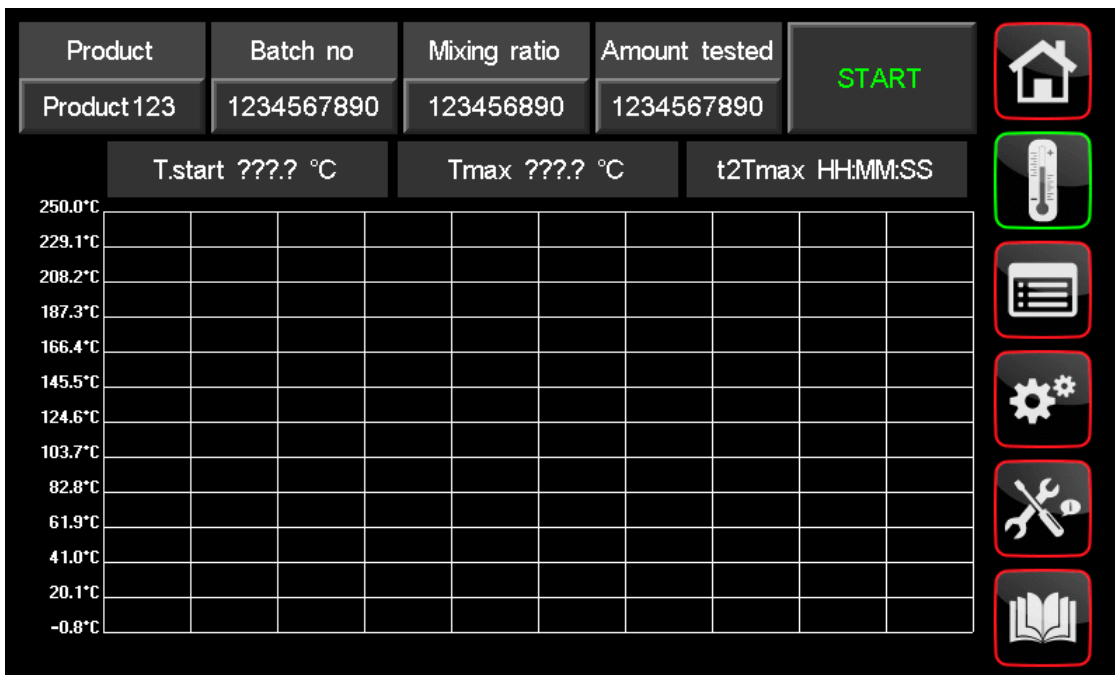 Product Batch no Mixing ratio Amount tested START
Product123 1234567890 123456890 1234567890
T.start ???.? °C Tmax ???.? °C t2Tmax HH:MM:SS
250.0°C
229.1°C
208.2°C
187.3°C
166.4°C
145.5°C
124.6°C
103.7°C
82.8°C
61.9°C
41.0°C
20.1°C
-0.8°C